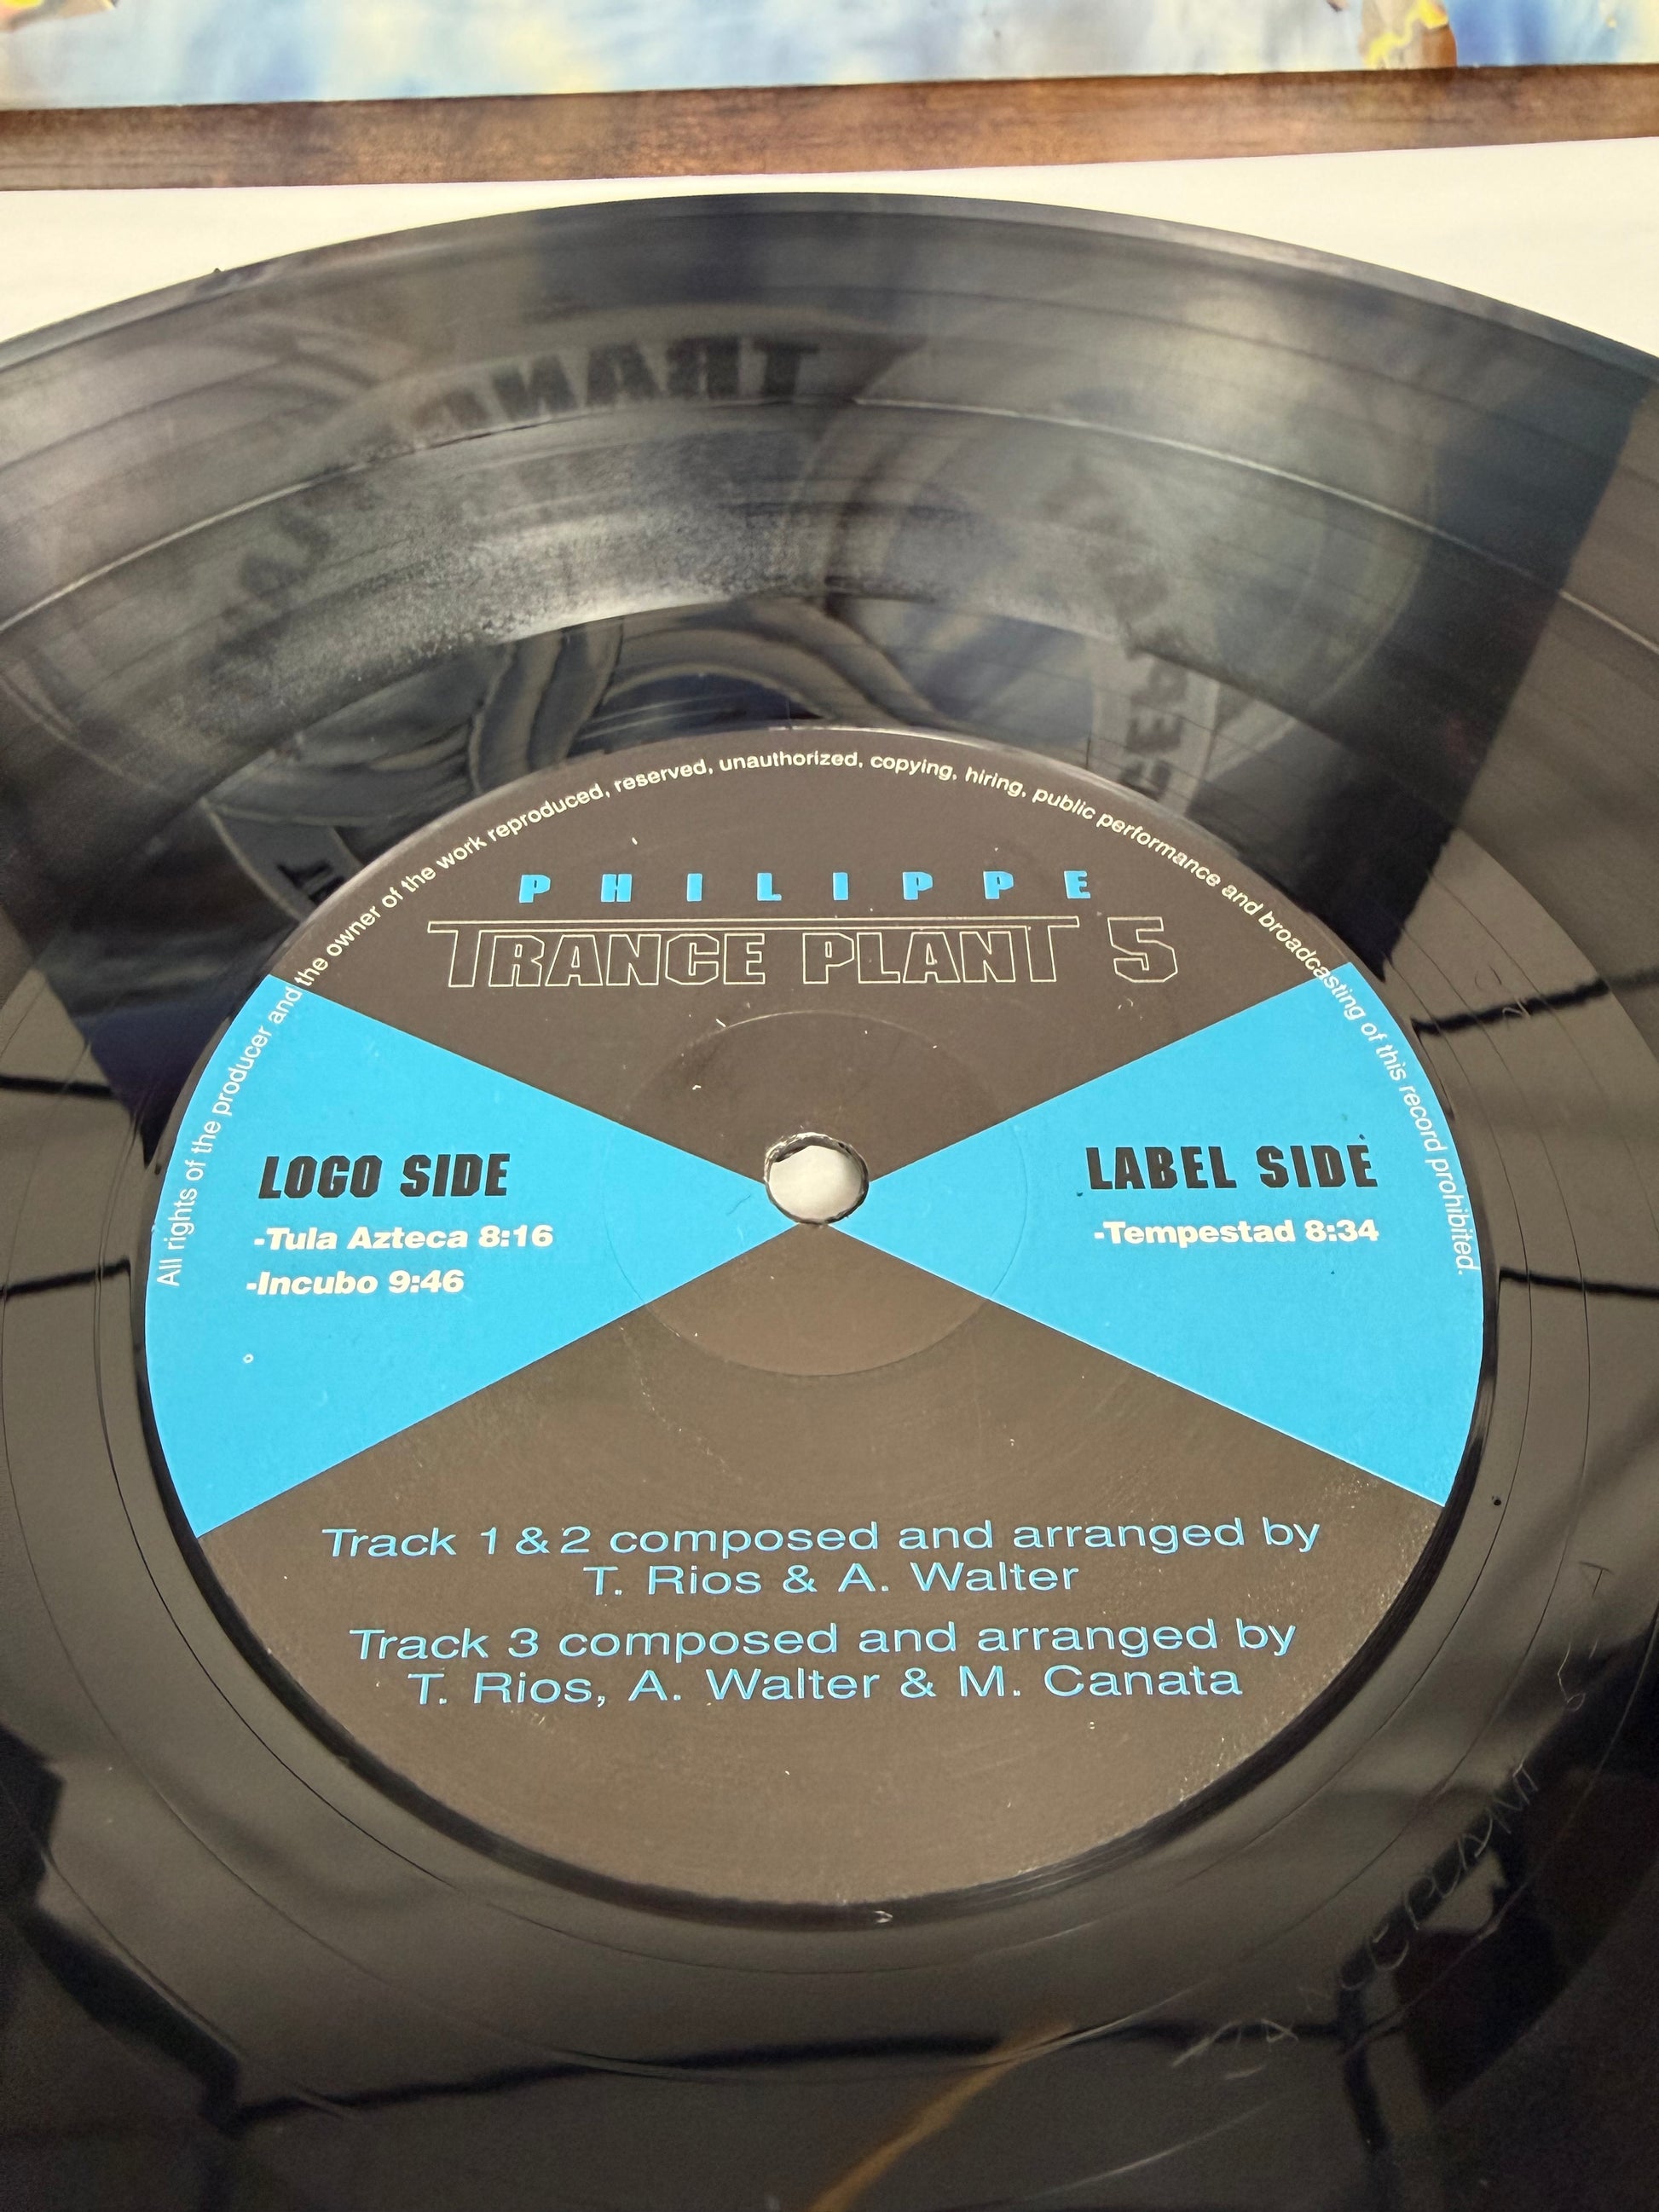 All rights of the producer and the owner of the work reproduced, reserved, unauthorized, copying, hiring, public performance and broadcasting of this record prohibited.
PHILIPPE
TRANCE PLANT 5
LOGO SIDE
-Tula Azteca 8:16
-Incubo 9:46
LABEL SIDE
-Tempestad 8:34
Track 1 & 2 composed and arranged by
T. Rios & A. Walter
Track 3 composed and arranged by
T. Rios, A. Walter & M. Canata